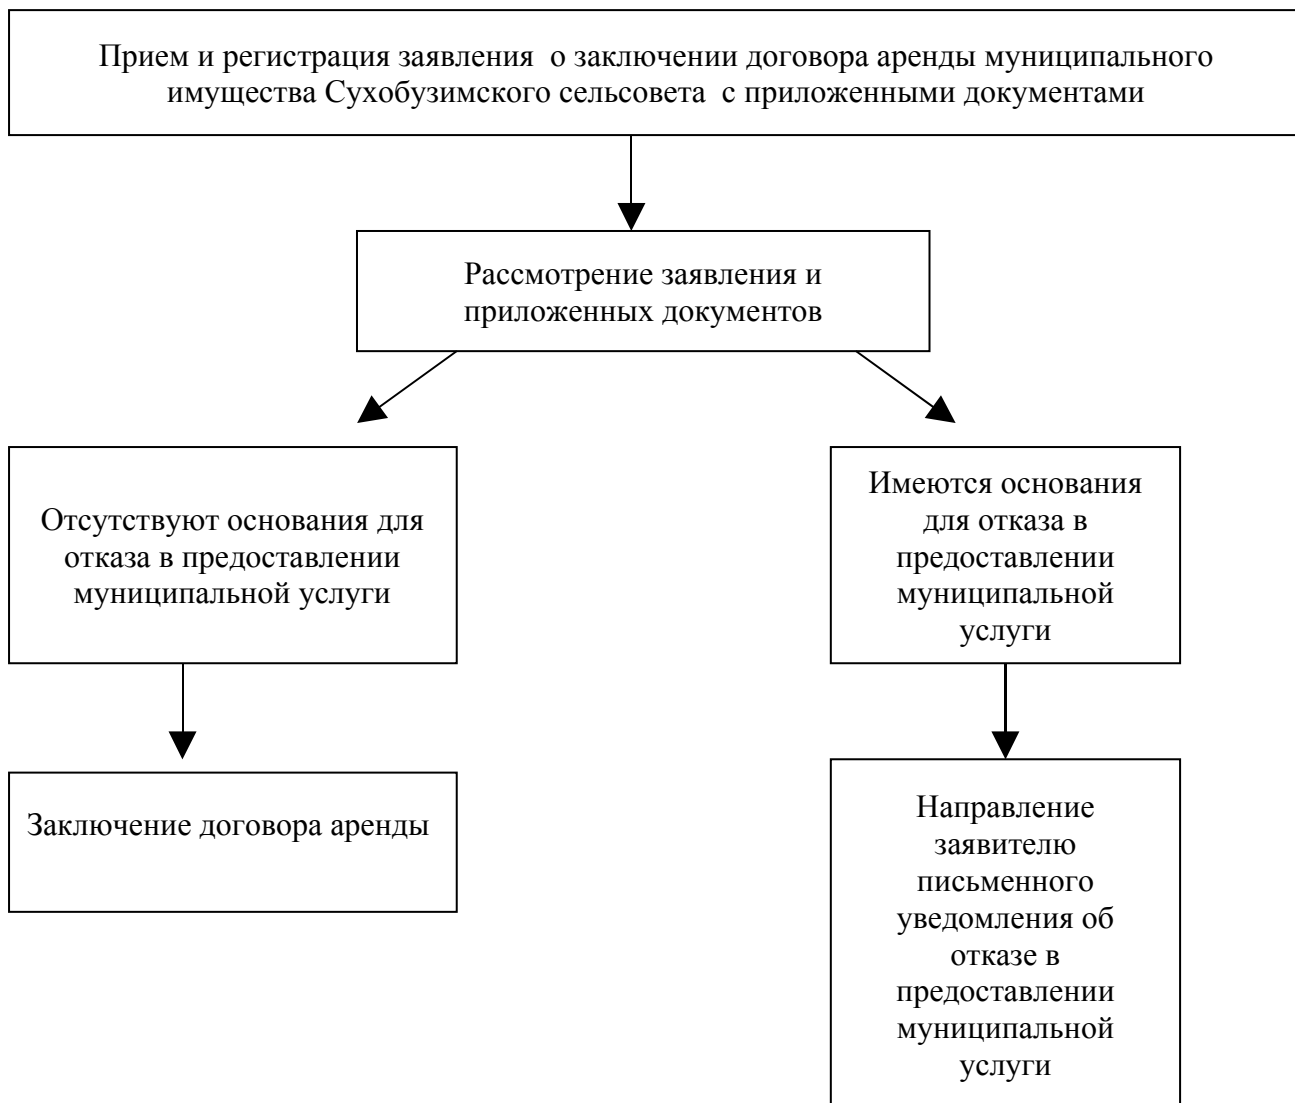 Прием и регистрация заявления  о заключении договора аренды муниципального
имущества Сухобузимского сельсовета  с приложенными документами
Рассмотрение заявления и
приложенных документов
Отсутствуют основания для
отказа в предоставлении
муниципальной услуги
Имеются основания
для отказа в
предоставлении
муниципальной
услуги
Заключение договора аренды
Направление
заявителю
письменного
уведомления об
отказе в
предоставлении
муниципальной
услуги